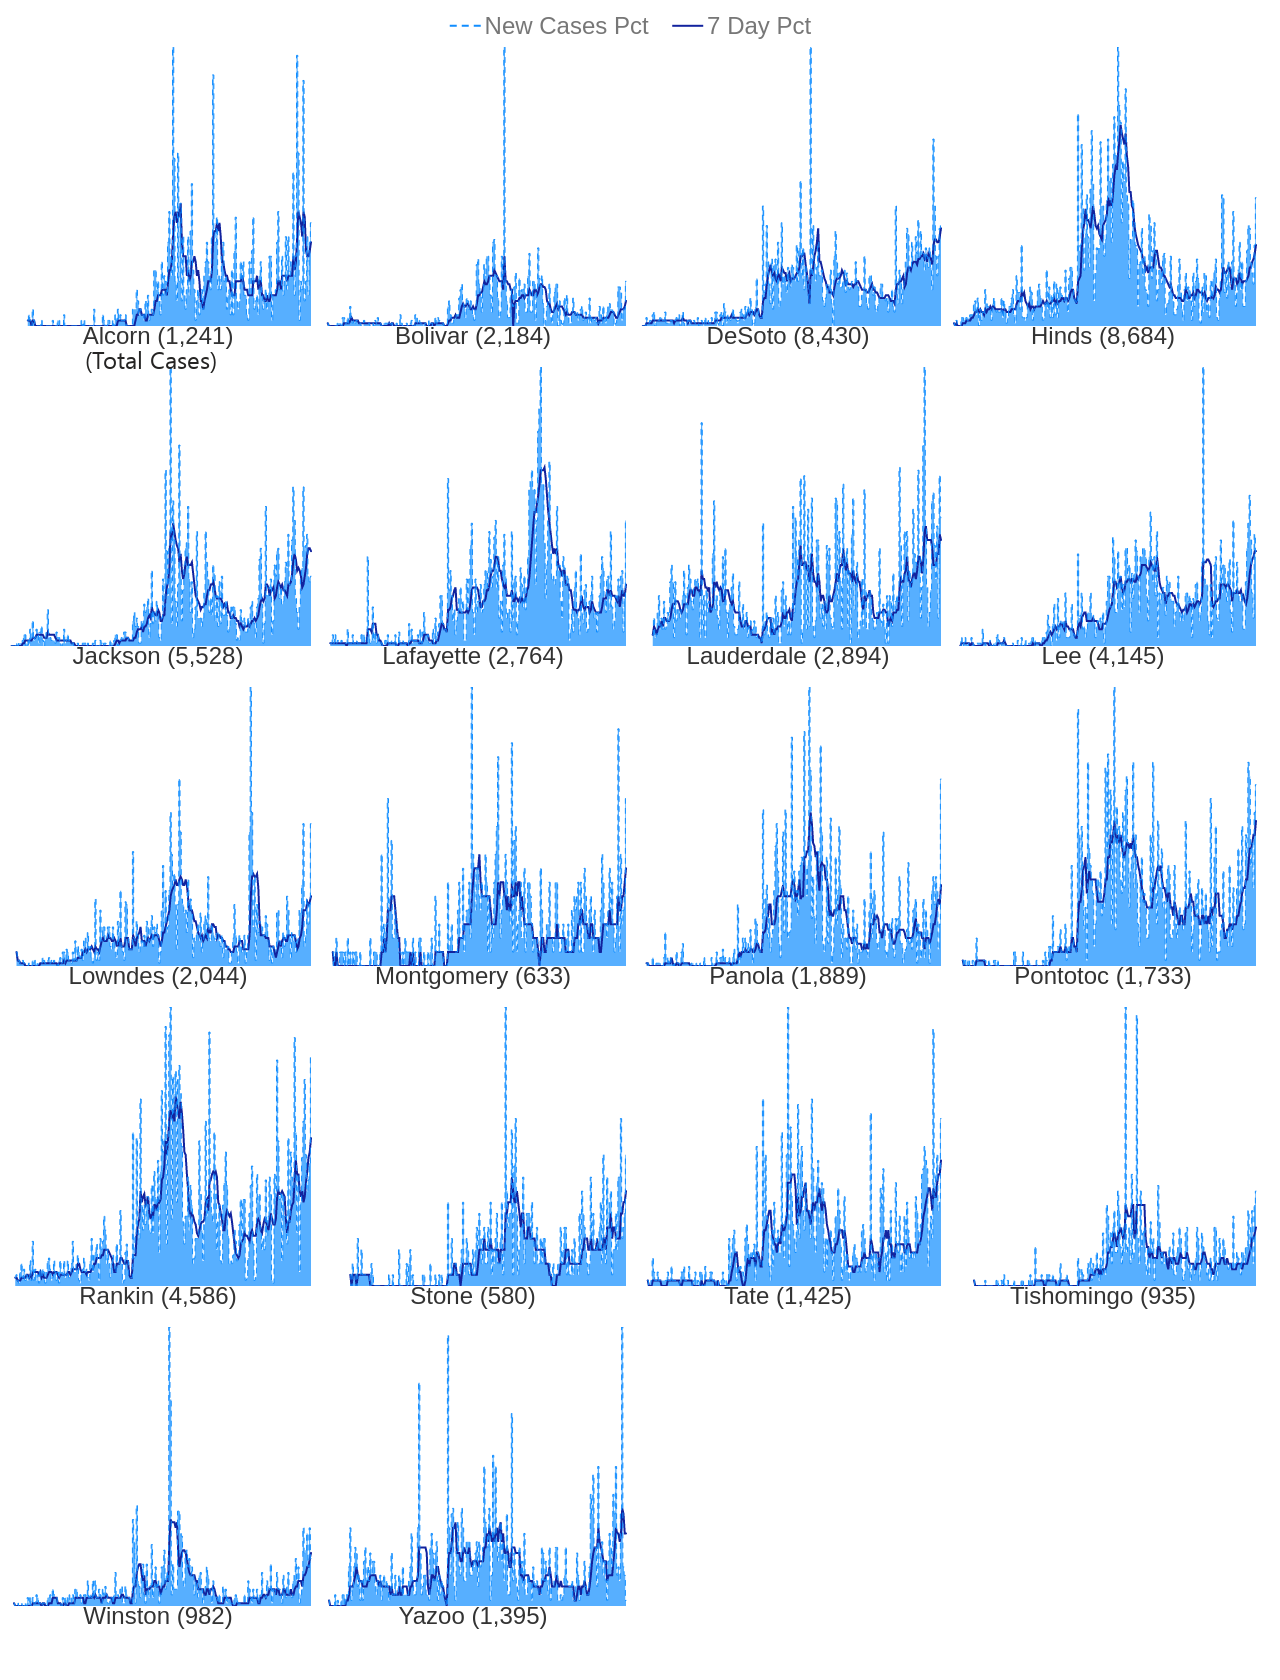 New Cases Pct 7 Day Pct
Alcorn (1,241) Bolivar (2,184) DeSoto (8,430) Hinds (8,684)
(Total Cases)
Jackson (5,528) Lafayette (2,764) Lauderdale (2,894) Lee (4,145)
Lowndes (2,044) Montgomery (633) Panola (1,889) Pontotoc (1,733)
Rankin (4,586) Stone (580) Tate (1,425) Tishomingo (935)
Winston (982) Yazoo (1,395)